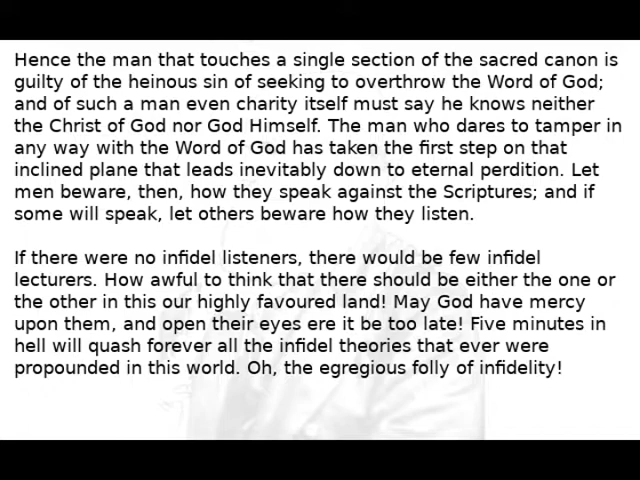 Hence the man that touches a single section of the sacred canon is
guilty of the heinous sin of seeking to overthrow the Word of God;
and of such a man even charity itself must say he knows neither
the Christ of God nor God Himself. The man who dares to tamper in
any way with the Word of God has taken the first step on that
inclined plane that leads inevitably down to eternal perdition. Let
men beware, then, how they speak against the Scriptures; and if
some will speak, let others beware how they listen.

If there were no infidel listeners, there would be few infidel
lecturers. How awful to think that there should be either the one or
the other in this our highly favoured land! May God have mercy
upon them, and open their eyes ere it be too late! Five minutes in
hell will quash forever all the infidel theories that ever were
propounded in this world. Oh, the egregious folly of infidelity!